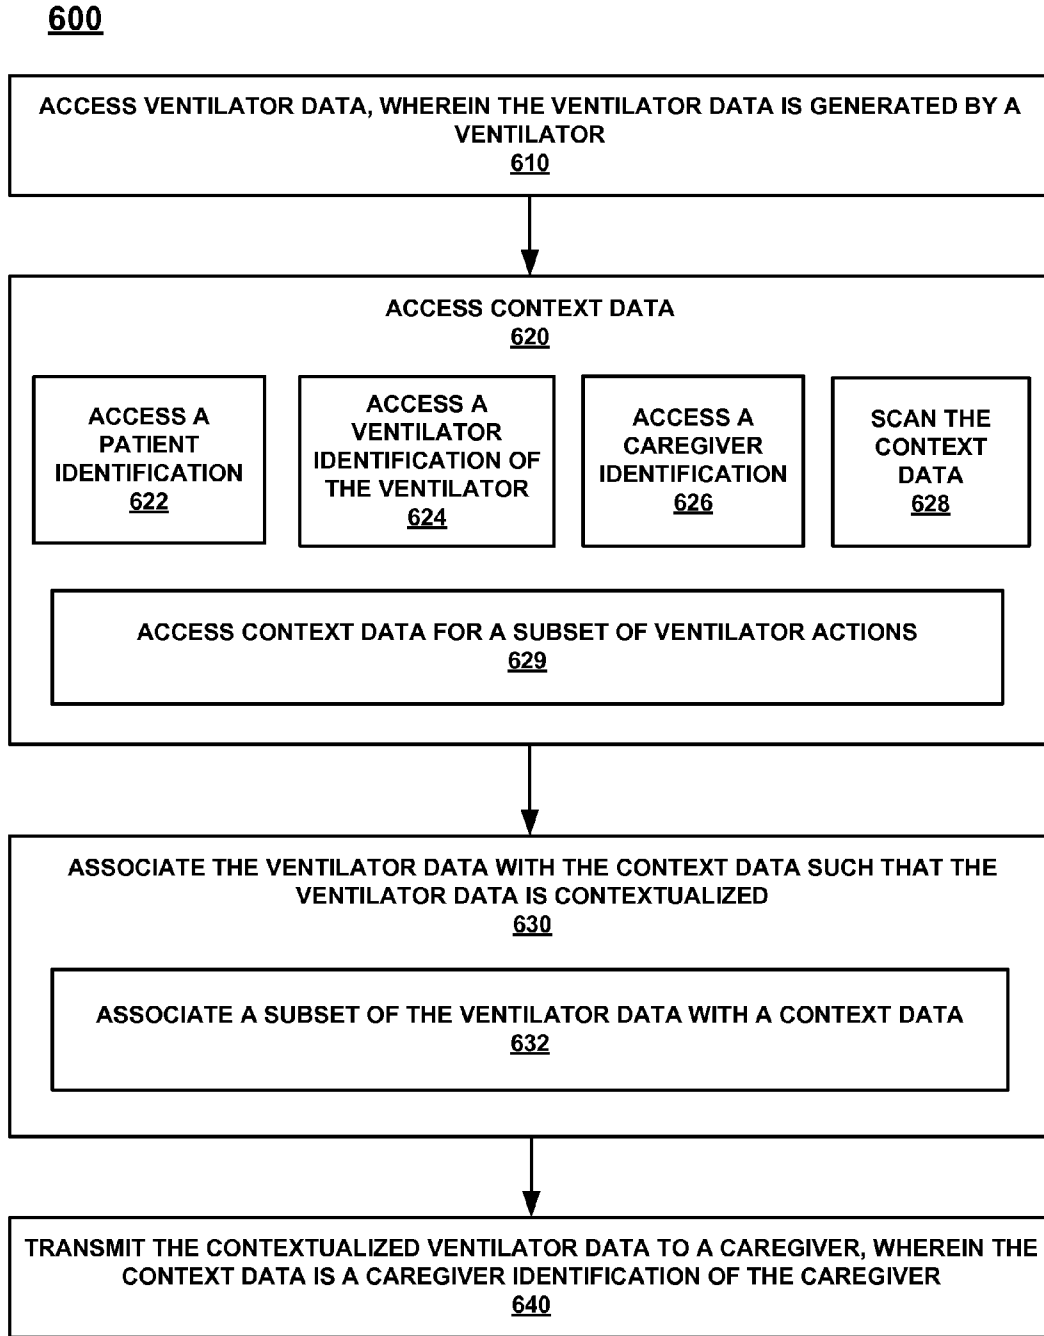 600
ACCESS VENTILATOR DATA, WHEREIN THE VENTILATOR DATA IS GENERATED BY A
VENTILATOR
610
ACCESS CONTEXT DATA
620
ACCESS A
PATIENT
IDENTIFICATION
622
ACCESS A
VENTILATOR
IDENTIFICATION OF
THE VENTILATOR
624
ACCESS A
CAREGIVER
IDENTIFICATION
626
SCAN THE
CONTEXT
DATA
628
ACCESS CONTEXT DATA FOR A SUBSET OF VENTILATOR ACTIONS
629
ASSOCIATE THE VENTILATOR DATA WITH THE CONTEXT DATA SUCH THAT THE
VENTILATOR DATA IS CONTEXTUALIZED
630
ASSOCIATE A SUBSET OF THE VENTILATOR DATA WITH A CONTEXT DATA
632
TRANSMIT THE CONTEXTUALIZED VENTILATOR DATA TO A CAREGIVER, WHEREIN THE
CONTEXT DATA IS A CAREGIVER IDENTIFICATION OF THE CAREGIVER
640